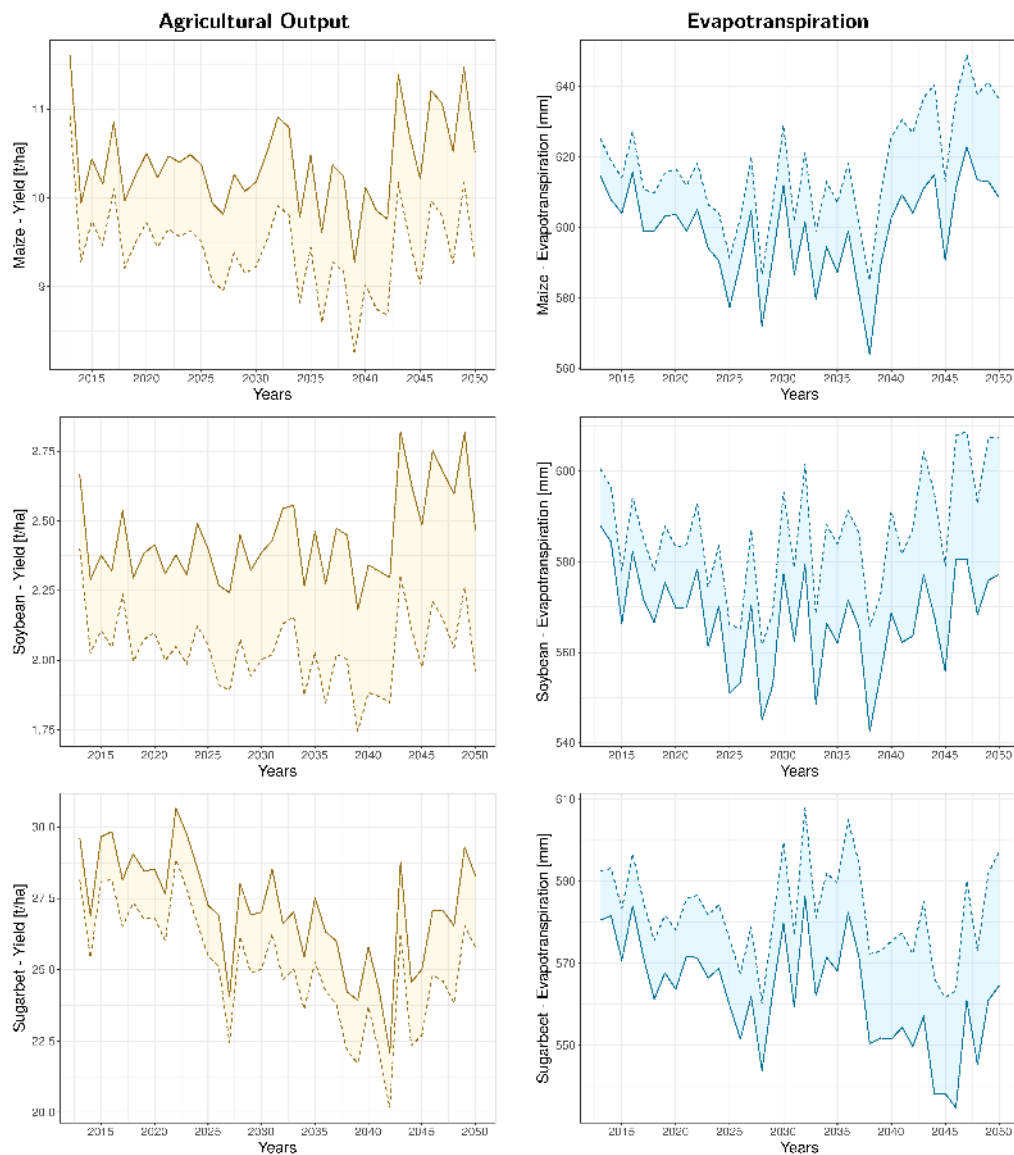 Agricultural Output
Evapotranspiration
Maize - Yield [t/ha]
11
10
9
2015 2020 2025 2030 2035 2040 2045 2050
Years
Maize - Evapotranspiration [mm]
640
620
600
580
560
2015 2020 2025 2030 2035 2040 2045 2050
Years
Soybean - Yield [t/ha]
2.75
2.50
2.25
2.00
1.75
2015 2020 2025 2030 2035 2040 2045 2050
Years
Soybean - Evapotranspiration [mm]
600
580
560
540
2015 2020 2025 2030 2035 2040 2045 2050
Years
Sugarbet - Yield [t/ha]
30.0
27.5
25.0
22.5
20.0
2015 2020 2025 2030 2035 2040 2045 2050
Years
Sugarbeet - Evapotranspiration [mm]
610
590
570
550
2015 2020 2025 2030 2035 2040 2045 2050
Years